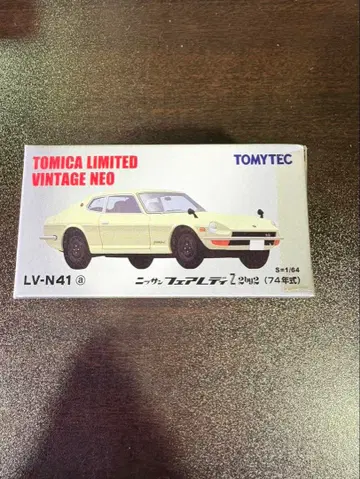 TOMICA LIMITED
VINTAGE NEO
TOMYTEC
S=1/64
LV-N41 ⓐ
ニッサン フェアレディ Z 2by2 (74年式)